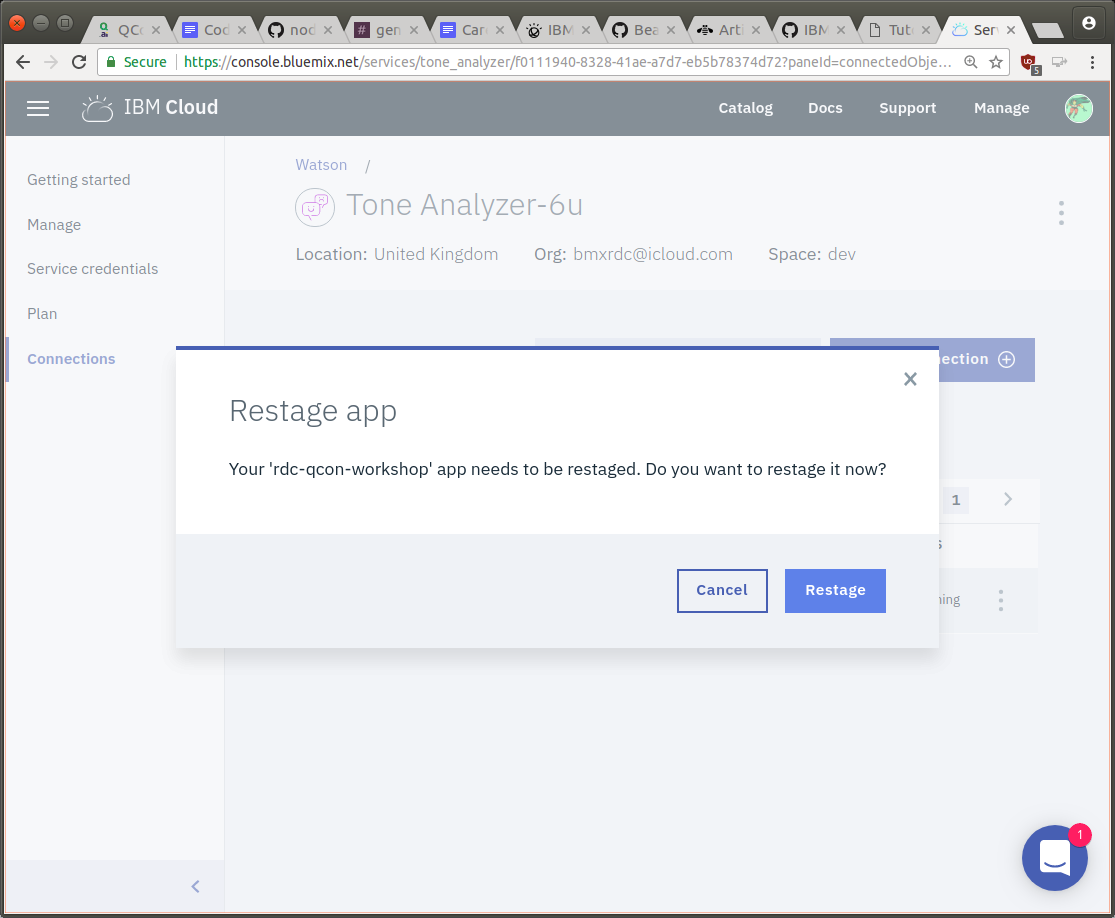 QCo
Cod
nod
gen
Car
IBM
Bea
Arti
IBM
Tut
Serv
Secure
https://console.bluemix.net/services/tone_analyzer/f0111940-8328-41ae-a7d7-eb5b78374d72?paneId=connectedObje...
5
IBM Cloud
Catalog
Docs
Support
Manage
Getting started
Manage
Service credentials
Plan
Connections
Watson /
Tone Analyzer-6u
Location: United Kingdom
Org: bmxrdc@icloud.com
Space: dev
ection
Restage app
Your 'rdc-qcon-workshop' app needs to be restaged. Do you want to restage it now?
1
s
ning
Cancel
Restage
1